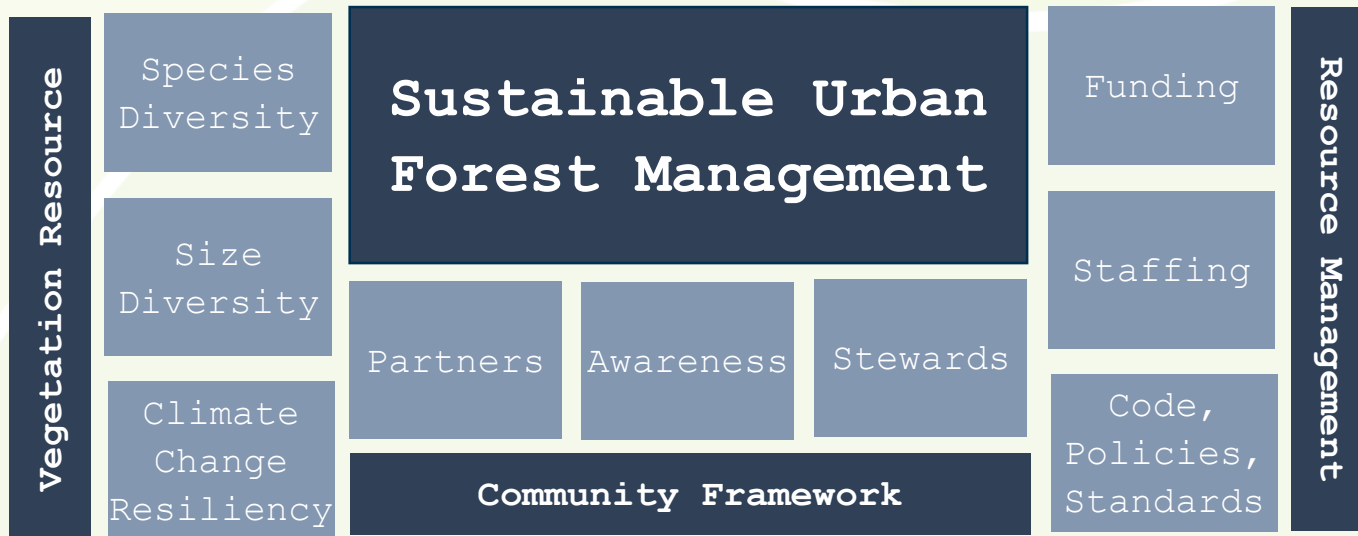 Vegetation Resource
Species
Diversity
Size
Diversity
Climate
Change
Resiliency
Sustainable Urban
Forest Management
Partners
Awareness
Stewards
Community Framework
Funding
Staffing
Code,
Policies,
Standards
Resource Management